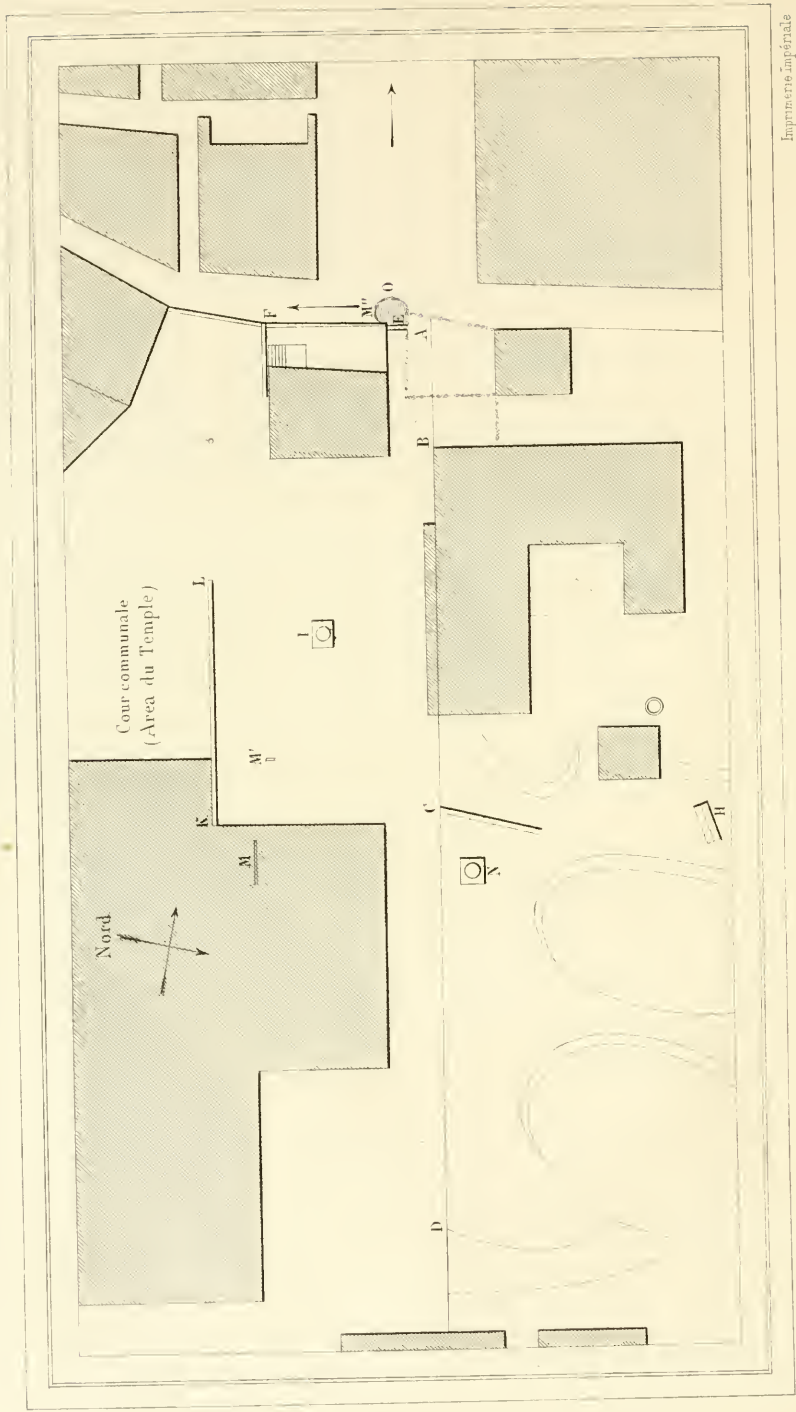 Nord
Cour communale
(Area du Temple)
K
L
M
M'
I
F
M"
O
E
A
B
C
D
N
H
Imprimerie Impériale